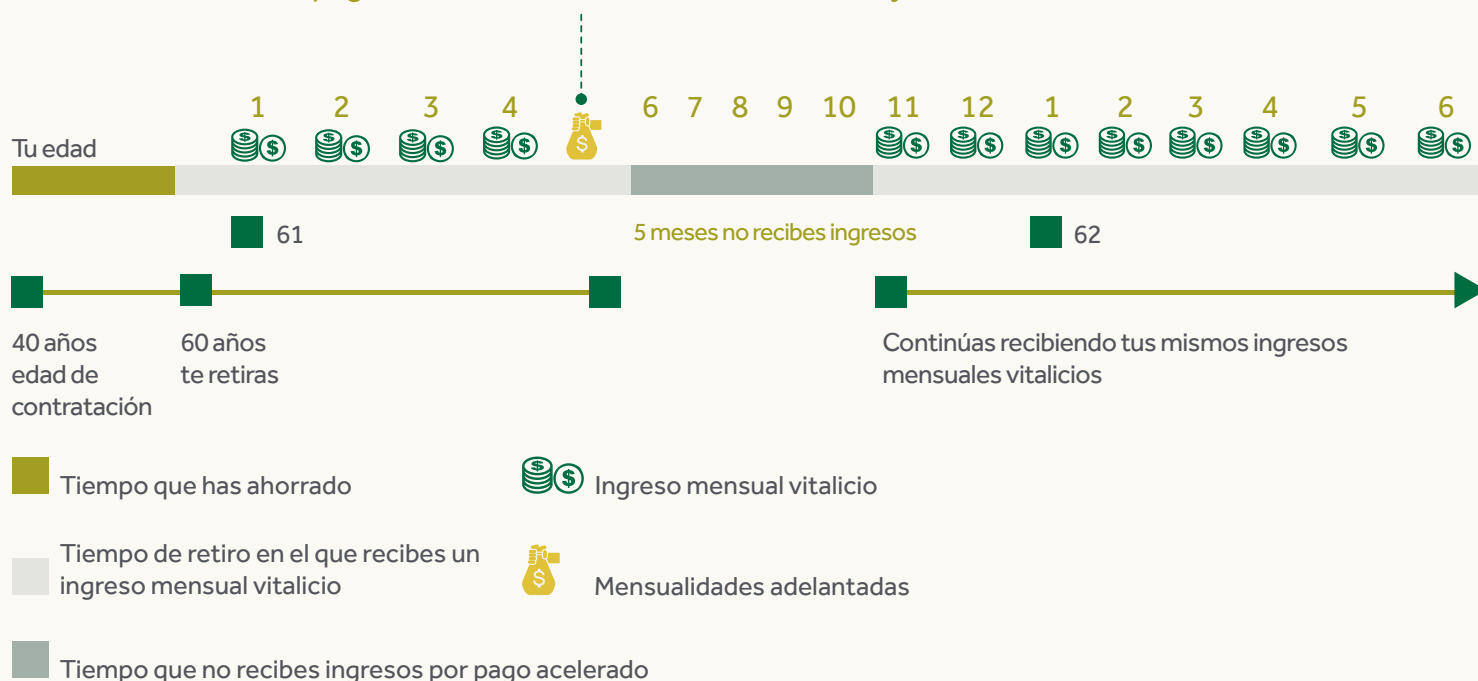 1 2 3 4 6 7 8 9 10 11 12 1 2 3 4 5 6
Tu edad
61
5 meses no recibes ingresos
62
40 años
edad de
contratación
60 años
te retiras
Continúas recibiendo tus mismos ingresos
mensuales vitalicios
Tiempo que has ahorrado
Ingreso mensual vitalicio
Tiempo de retiro en el que recibes un
ingreso mensual vitalicio
Mensualidades adelantadas
Tiempo que no recibes ingresos por pago acelerado